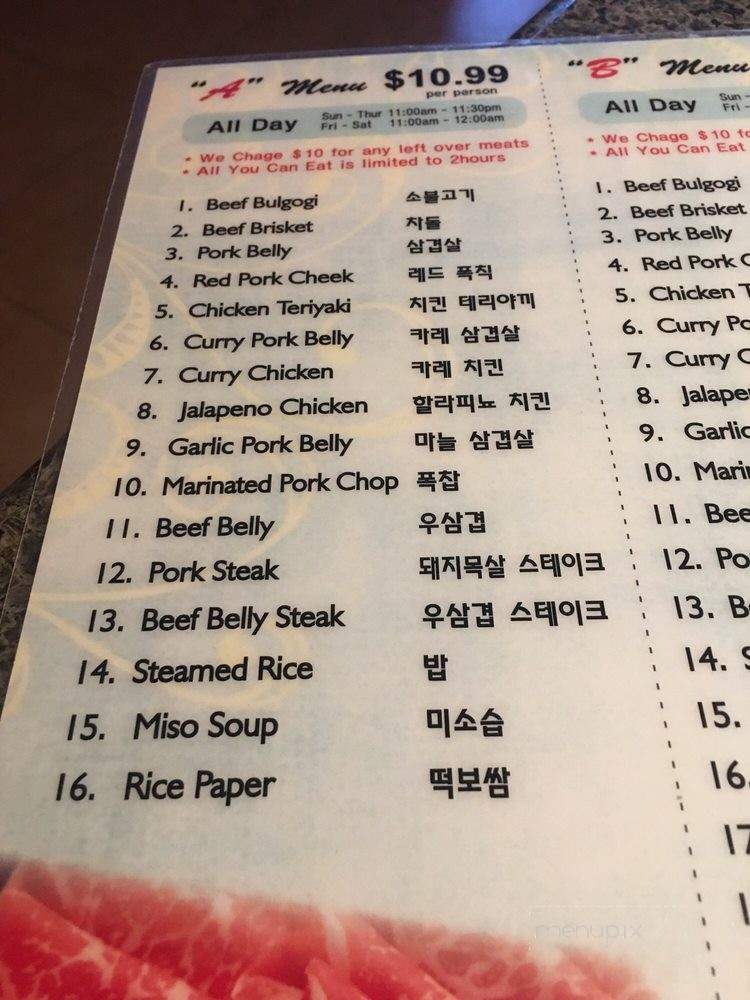 "A" Menu $10.99
per person
All Day Sun - Thur 11:00am - 11:30pm
Fri - Sat 11:00am - 12:00am
* We Chage $10 for any left over meats
* All You Can Eat is limited to 2hours
1. Beef Bulgogi 소불고기
2. Beef Brisket 차돌
3. Pork Belly 삼겹살
4. Red Pork Cheek 레드 폭칙
5. Chicken Teriyaki 치킨 테리야끼
6. Curry Pork Belly 카레 삼겹살
7. Curry Chicken 카레 치킨
8. Jalapeno Chicken 할라피뇨 치킨
9. Garlic Pork Belly 마늘 삼겹살
10. Marinated Pork Chop 폭찹
11. Beef Belly 우삼겹
12. Pork Steak 돼지목살 스테이크
13. Beef Belly Steak 우삼겹 스테이크
14. Steamed Rice 밥
15. Miso Soup 미소습
16. Rice Paper 떡보쌈
"B" Menu
All Day Sun -
Fri -
* We Chage $10
* All You Can Eat
1. Beef Bulgogi
2. Beef Brisket
3. Pork Belly
4. Red Pork
5. Chicken
6. Curry
7. Curry
8.
9.
10.
11.
12.
13.
14.
15.
16.
17
menupix